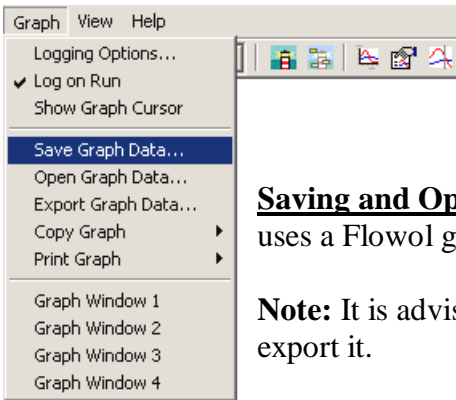 Graph View Help
Logging Options...
Log on Run
Show Graph Cursor
Save Graph Data...
Open Graph Data...
Export Graph Data...
Copy Graph
Print Graph
Graph Window 1
Graph Window 2
Graph Window 3
Graph Window 4
Saving and Op
uses a Flowol g
Note: It is advis
export it.